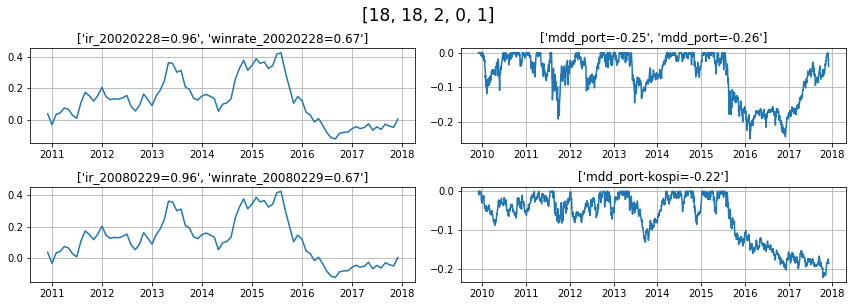 [18, 18, 2, 0, 1]
['ir_20020228=0.96', 'winrate_20020228=0.67']
0.4
0.2
0.0
2011 2012 2013 2014 2015 2016 2017 2018
['mdd_port=-0.25', 'mdd_port=-0.26']
0.0
−0.1
−0.2
2010 2011 2012 2013 2014 2015 2016 2017 2018
['ir_20080229=0.96', 'winrate_20080229=0.67']
0.4
0.2
0.0
2011 2012 2013 2014 2015 2016 2017 2018
['mdd_port-kospi=-0.22']
0.0
−0.1
−0.2
2010 2011 2012 2013 2014 2015 2016 2017 2018